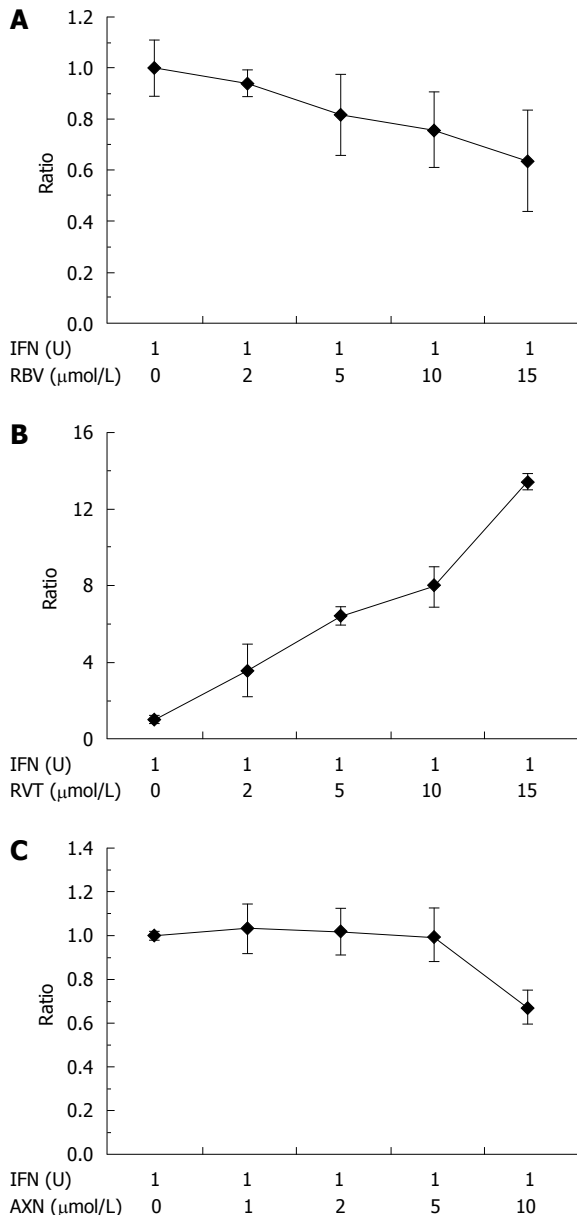 A
1.2
1.0
0.8
0.6
0.4
0.2
0.0
Ratio
IFN (U) 1 1 1 1 1
RBV (μmol/L) 0 2 5 10 15
B
16
12
8
4
0
Ratio
IFN (U) 1 1 1 1 1
RVT (μmol/L) 0 2 5 10 15
C
1.4
1.2
1.0
0.8
0.6
0.4
0.2
0.0
Ratio
IFN (U) 1 1 1 1 1
AXN (μmol/L) 0 1 2 5 10